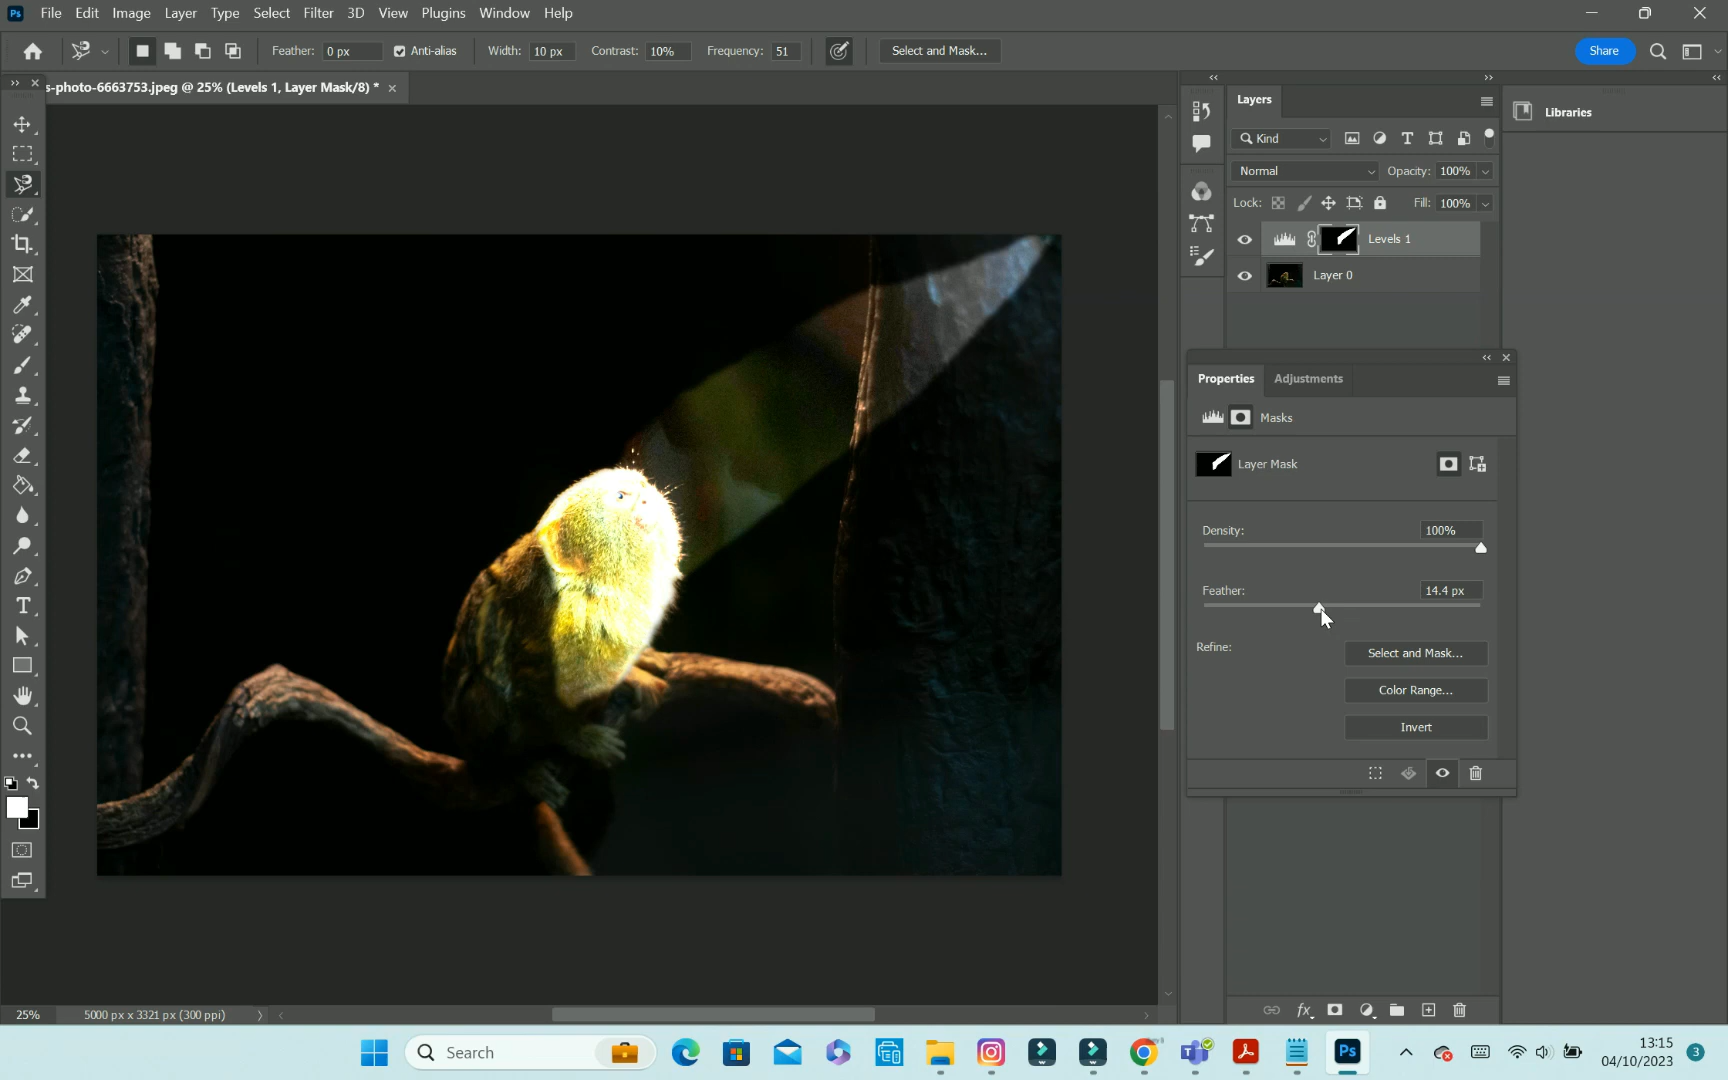 Ps File Edit Image Layer Type Select Filter 3D View Plugins Window Help
Feather: 0 px Anti-alias Width: 10 px Contrast: 10% Frequency: 51 Select and Mask... Share
s-photo-6663753.jpeg @ 25% (Levels 1, Layer Mask/8) *
Layers
Libraries
Kind
Normal Opacity: 100%
Lock: Fill: 100%
Levels 1
Layer 0
Properties Adjustments
Masks
Layer Mask
Density: 100%
Feather: 14.4 px
Refine: Select and Mask...
Color Range...
Invert
25% 5000 px x 3321 px (300 ppi)
Search
Ps
13:15
04/10/2023
3